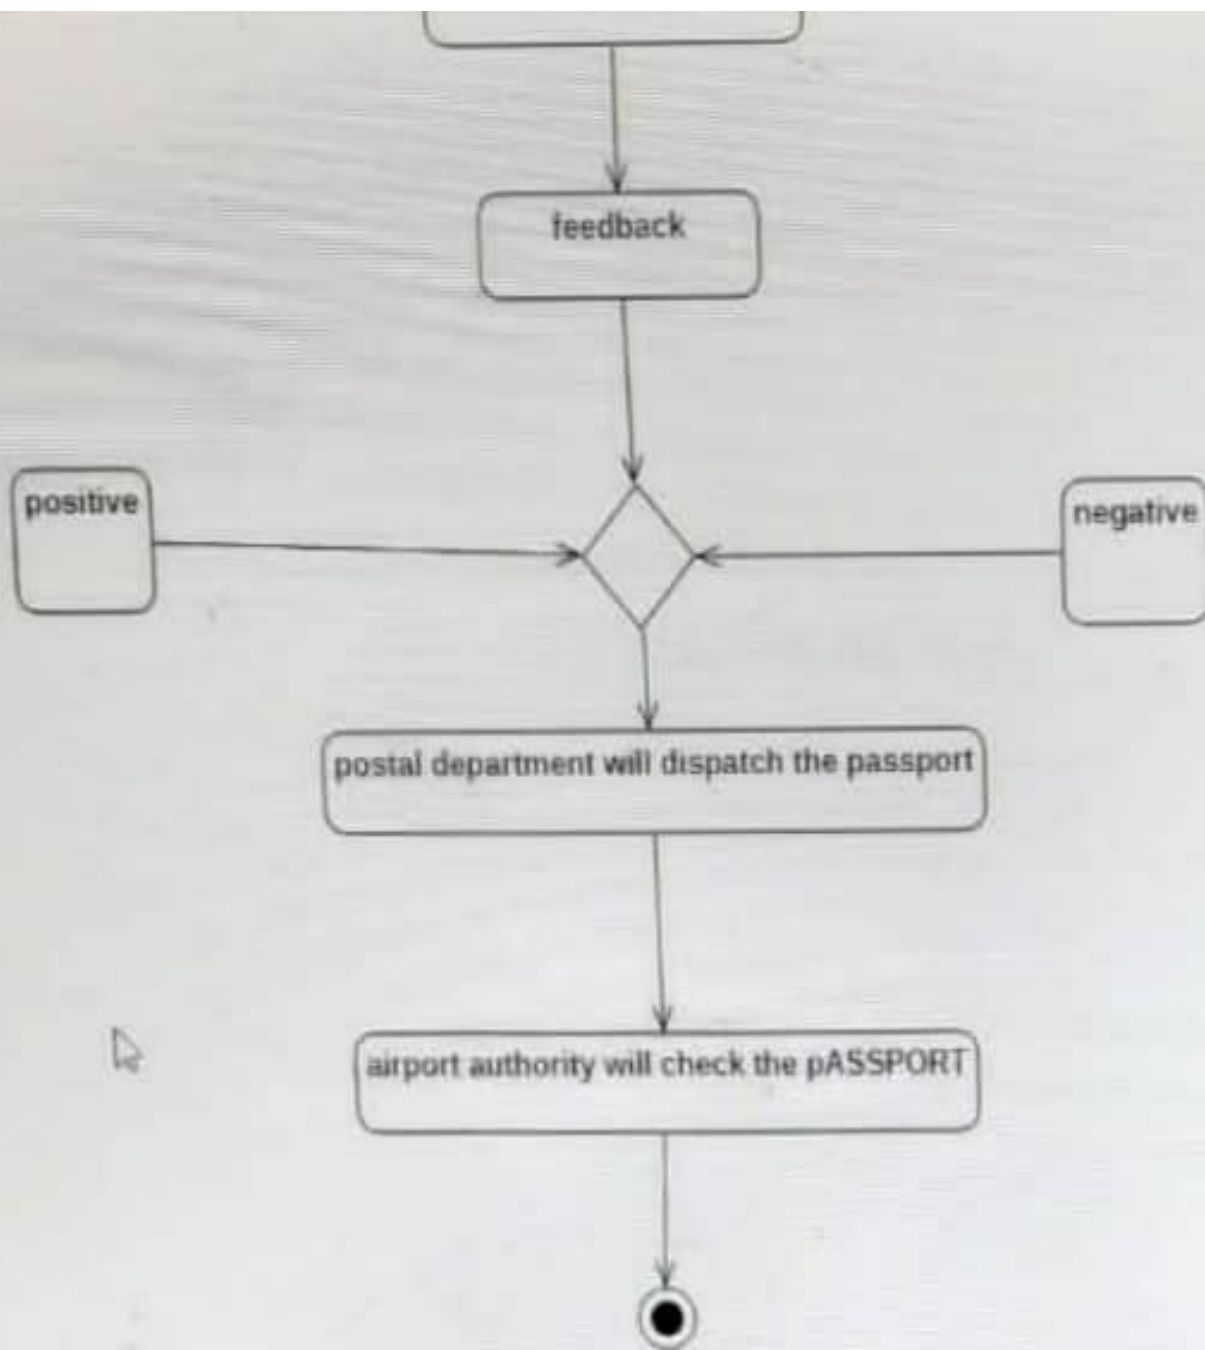 feedback
positive
negative
postal department will dispatch the passport
airport authority will check the pASSPORT